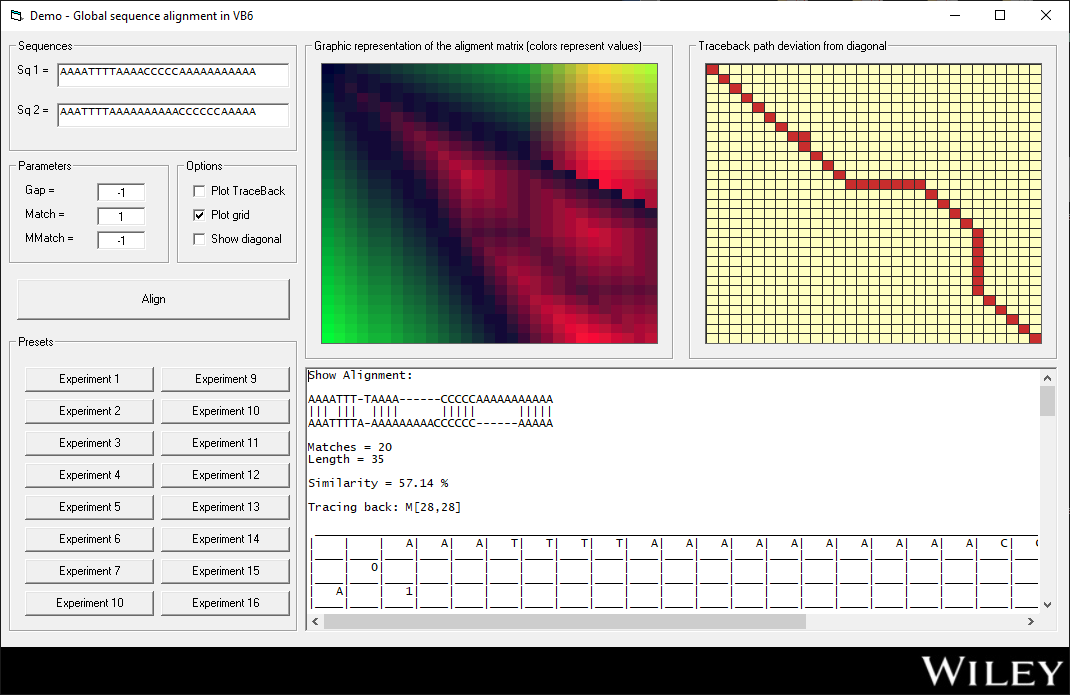 Demo - Global sequence alignment in VB6
Sequences
Sq 1 = AAAATTTTAAAACCCCCAAAAAAAAAAA
Sq 2 = AAATTTTAAAAAAAAAACCCCCCAAAAA
Parameters
Gap = -1
Match = 1
MMatch = -1
Options
Plot TraceBack
Plot grid
Show diagonal
Align
Presets
Experiment 1
Experiment 9
Experiment 2
Experiment 10
Experiment 3
Experiment 11
Experiment 4
Experiment 12
Experiment 5
Experiment 13
Experiment 6
Experiment 14
Experiment 7
Experiment 15
Experiment 10
Experiment 16
Graphic representation of the aligment matrix (colors represent values)
Traceback path deviation from diagonal
Show Alignment:
AAAATTT-TAAAA------CCCCCAAAAAAAAAAA
||| |||  ||||      |||||      |||||
AAATTTTA-AAAAAAAAACCCCCC------AAAAA
Matches = 20
Length = 35
Similarity = 57.14 %
Tracing back: M[28,28]
| | | A| A| A| T| T| T| T| A| A| A| A| A| A| A| A| A| A| C|
| | 0|
| A| 1|
WILEY